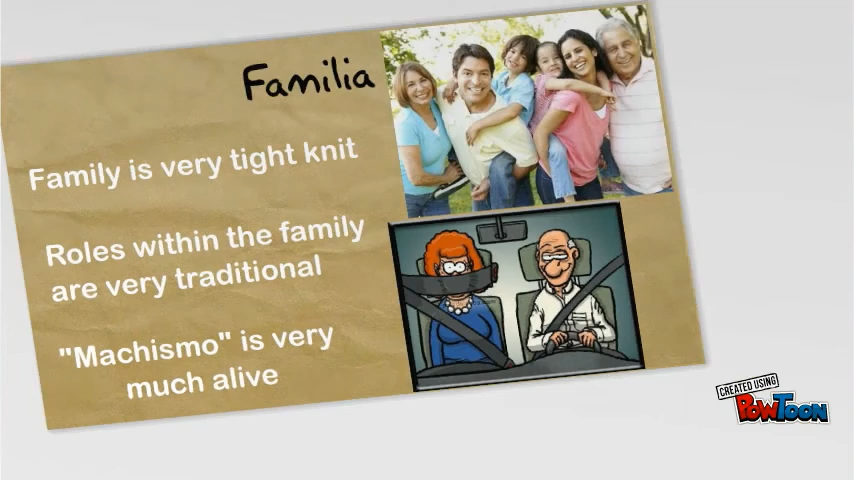 Familia
Family is very tight knit
Roles within the family
are very traditional
"Machismo" is very
much alive
CREATED USING
PowToon